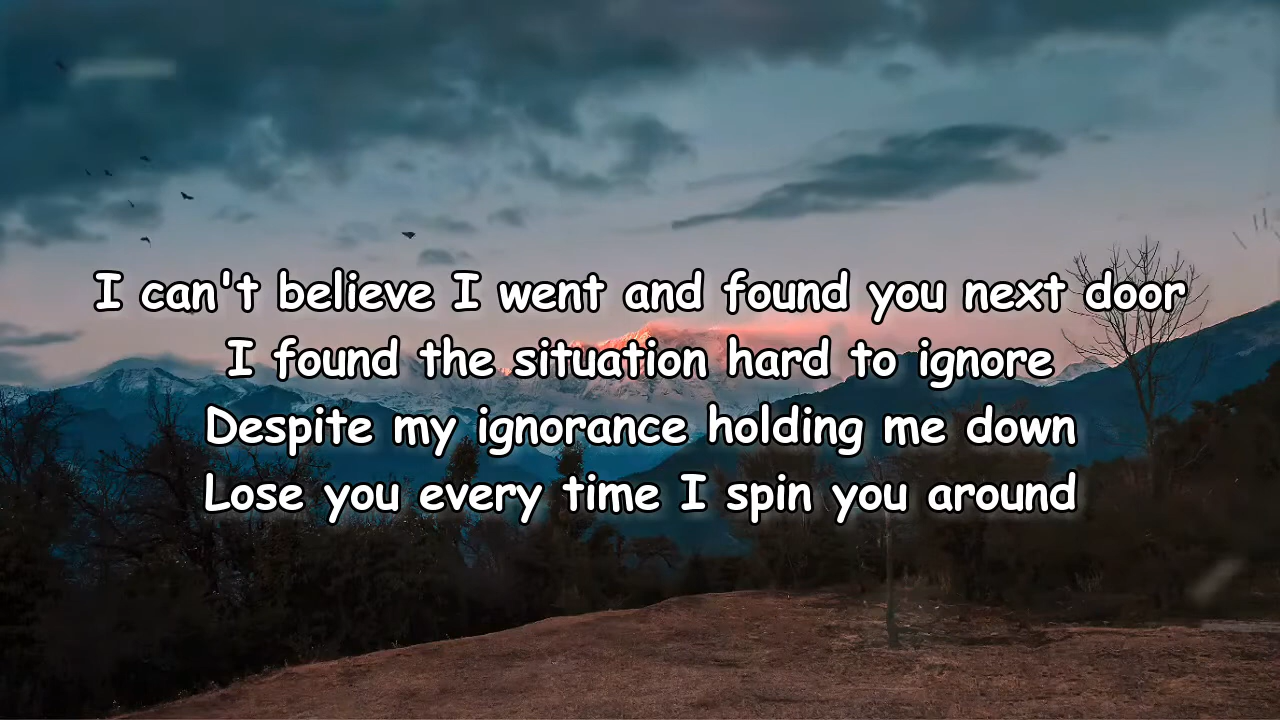 I can't believe I went and found you next door
I found the situation hard to ignore
Despite my ignorance holding me down
Lose you every time I spin you around